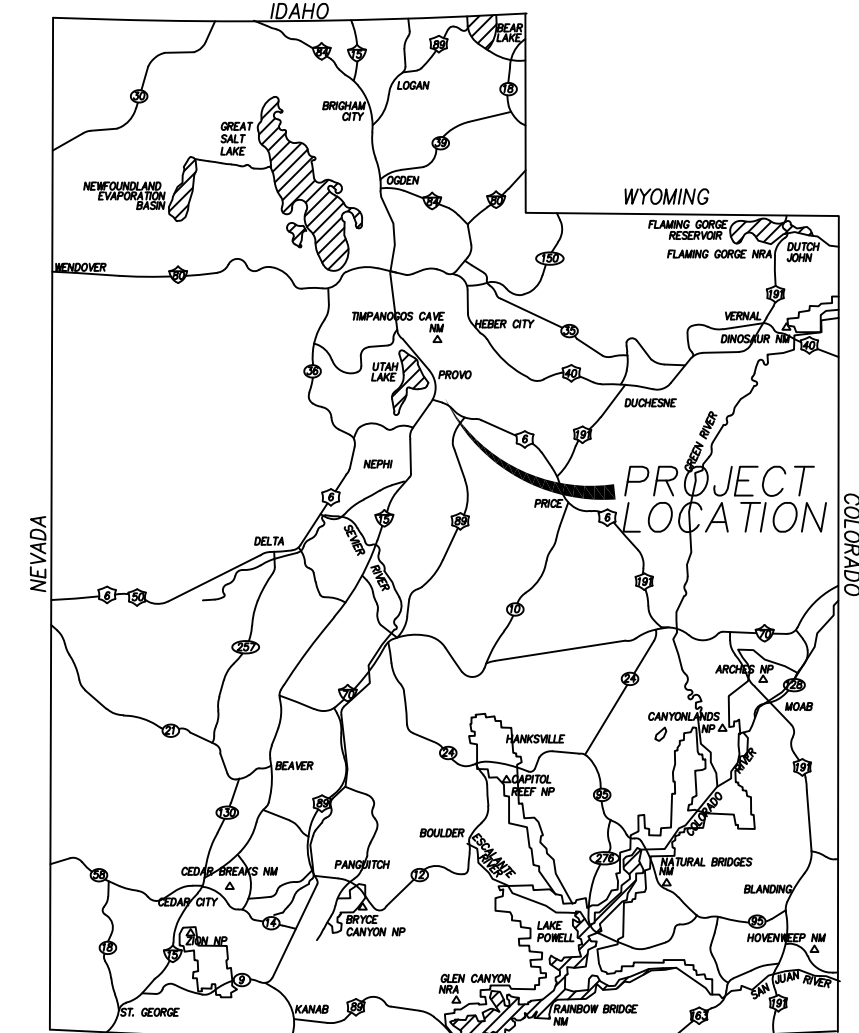 IDAHO
BEAR
LAKE
84
15
89
LOGAN
30
18
BRIGHAM
CITY
GREAT
SALT
LAKE
39
OGDEN
NEWFOUNDLAND
EVAPORATION
BASIN
84
80
WYOMING
FLAMING GORGE
RESERVOIR
FLAMING GORGE NRA
DUTCH
JOHN
WENDOVER
80
150
191
TIMPANOGOS CAVE
NM
HEBER CITY
35
VERNAL
DINOSAUR NM
40
36
UTAH
LAKE
PROVO
40
DUCHESNE
6
191
GREEN RIVER
NEPHI
PROJECT
LOCATION
PRICE
6
6
15
89
SEVIER
RIVER
DELTA
NEVADA
COLORADO
6
50
191
10
257
70
24
ARCHES NP
128
70
MOAB
CANYONLANDS
NP
21
24
HANKSVILLE
RIVER
COLORADO
BEAVER
191
CAPITOL
REEF NP
95
130
89
BOULDER
ESCALANTE
RIVER
276
NATURAL BRIDGES
NM
58
CEDAR BREAKS NM
PANGUITCH
12
BLANDING
CEDAR CITY
14
BRYCE
CANYON NP
95
LAKE
POWELL
18
ZION NP
15
HOVENWEEP NM
9
GLEN CANYON
NRA
SAN JUAN RIVER
ST. GEORGE
KANAB
89
RAINBOW BRIDGE
NM
163
191